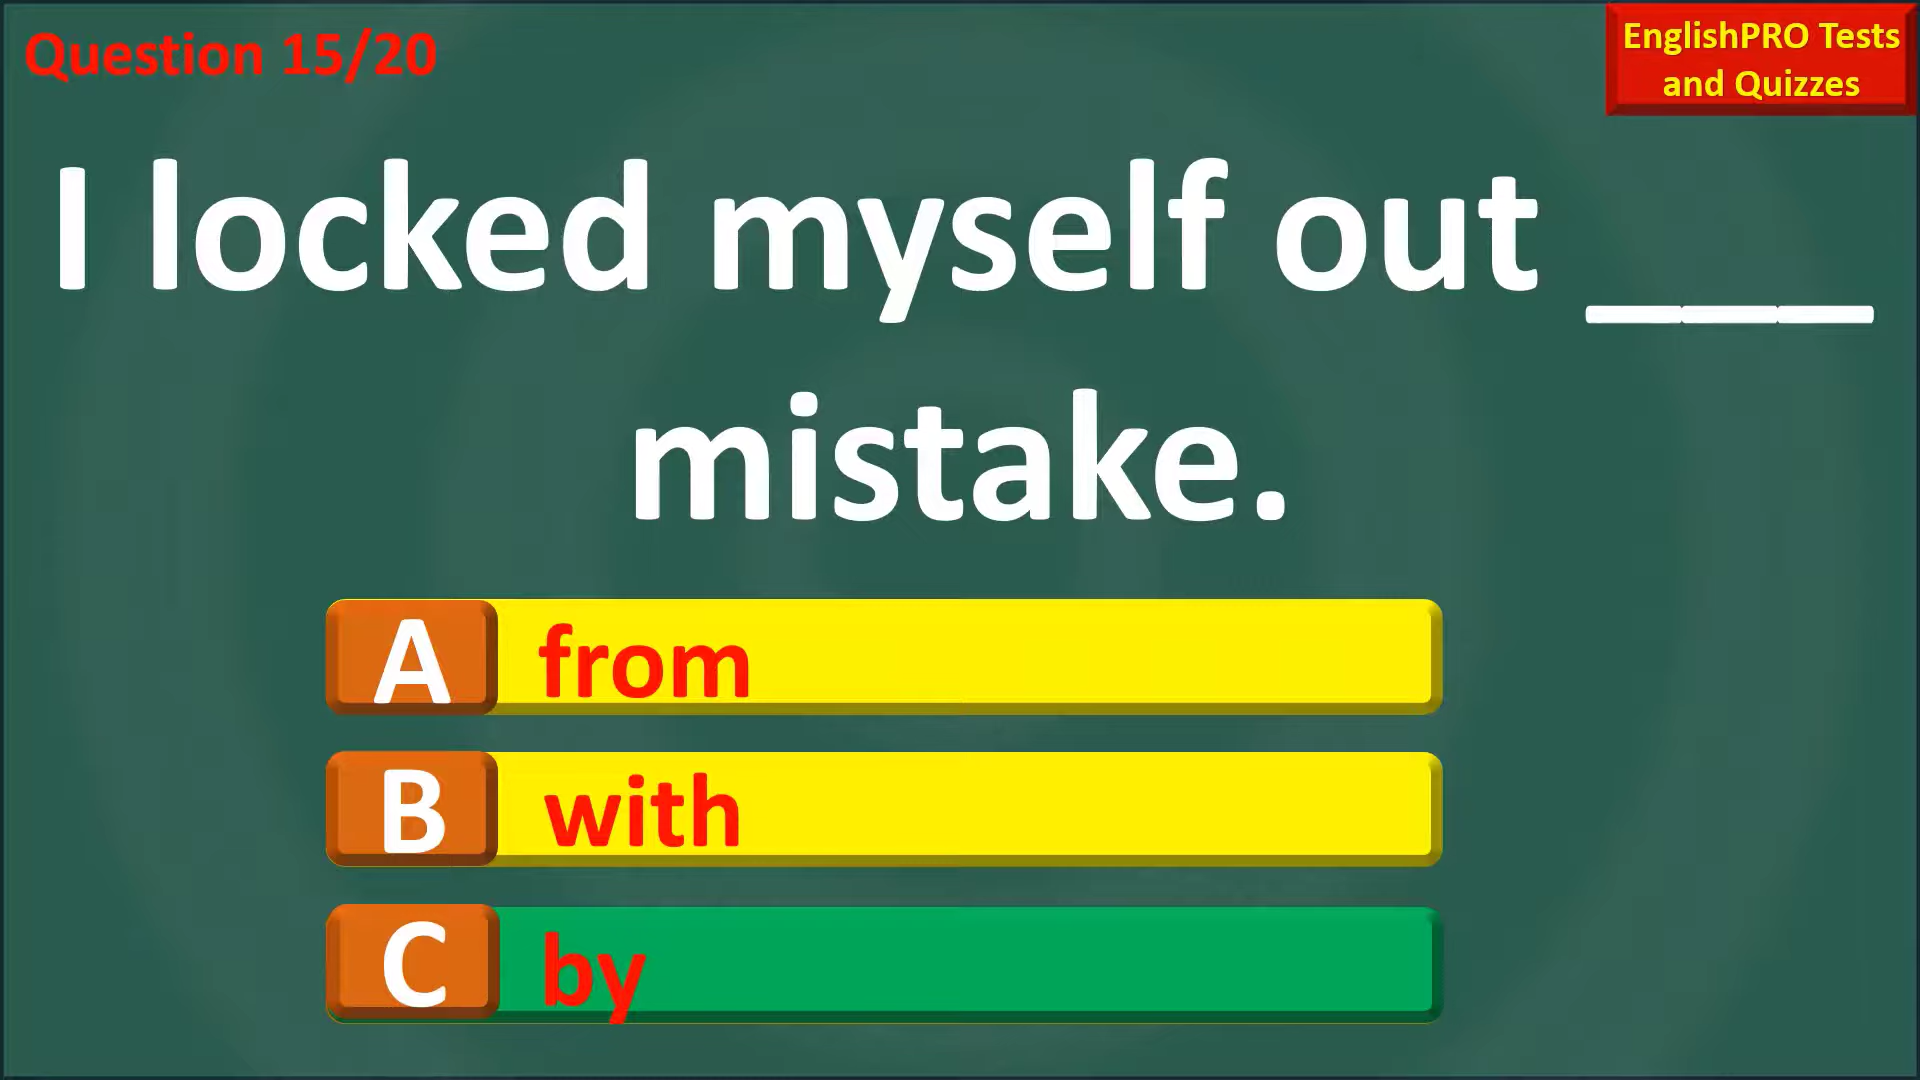 Question 15/20
EnglishPRO Tests
and Quizzes
I locked myself out ___
mistake.
A from
B with
C by